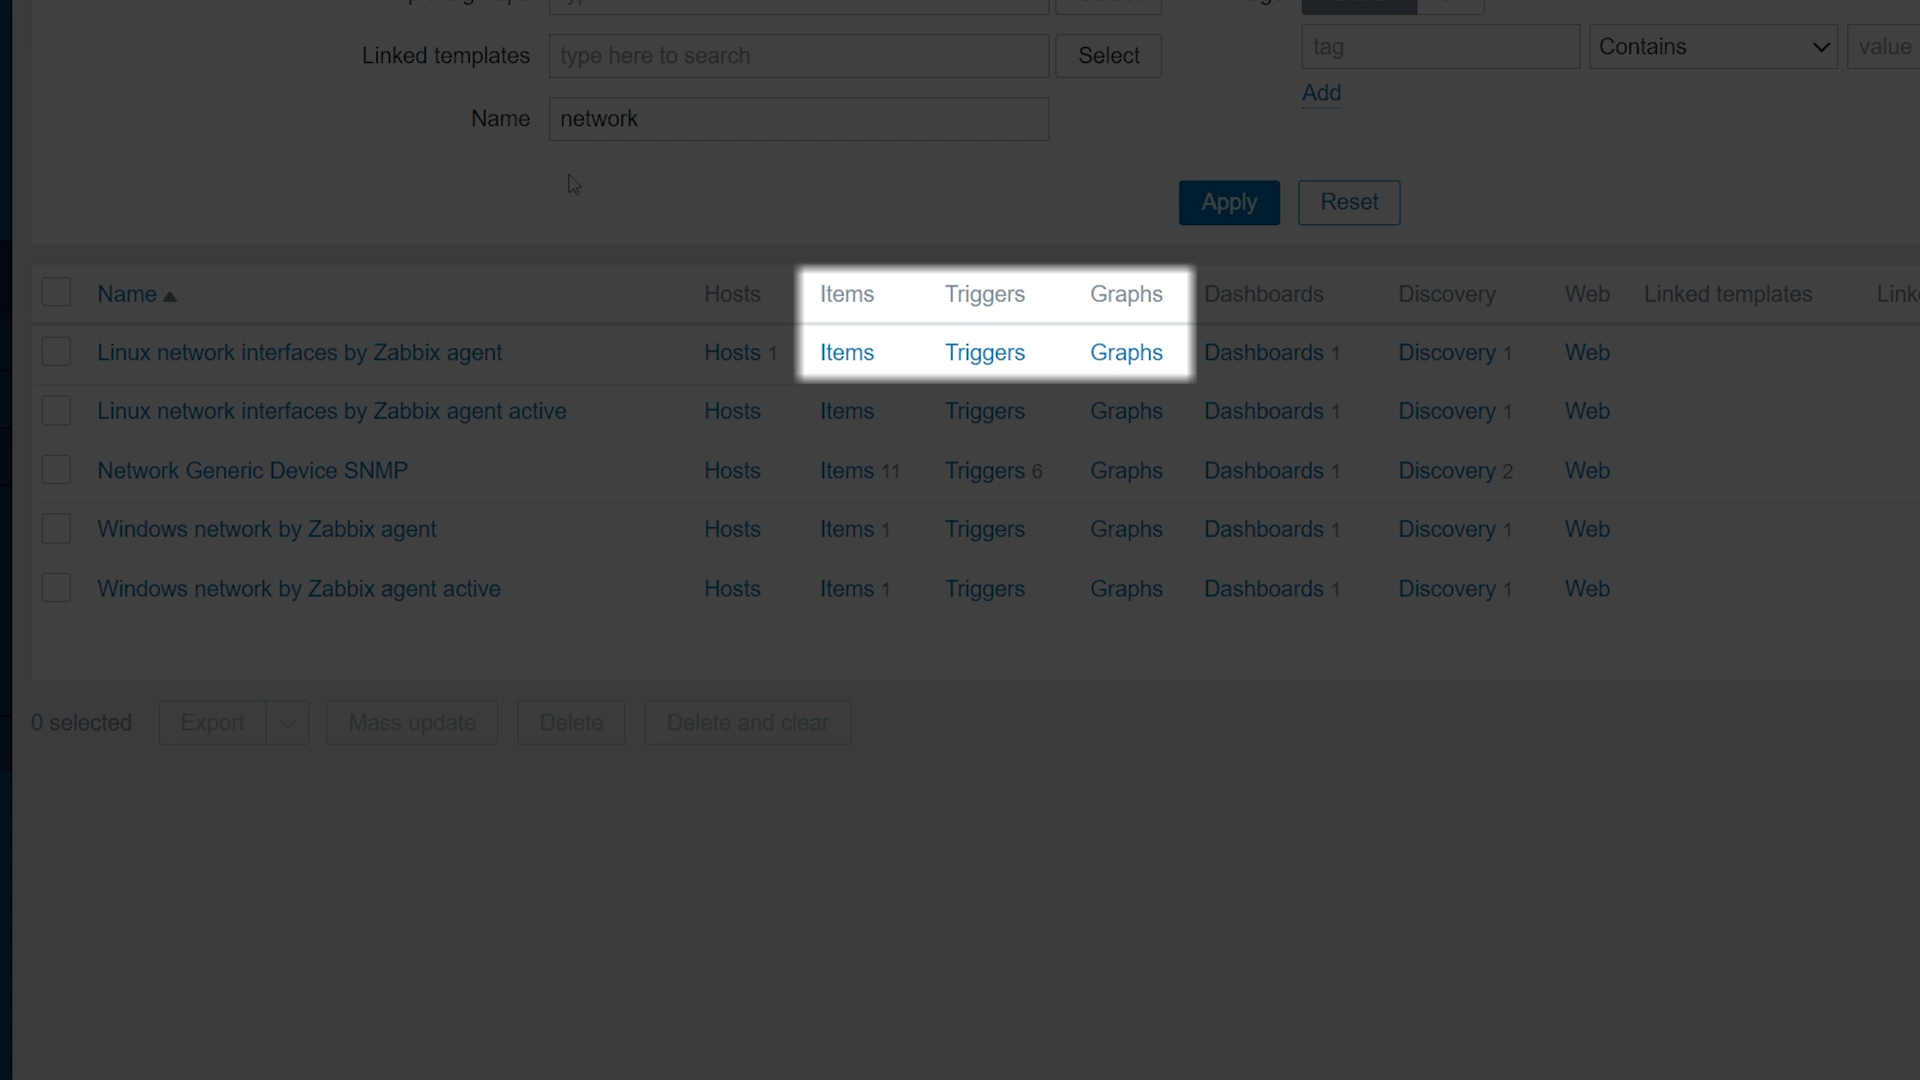 Linked templates type here to search Select tag Contains value
Add
Name network
Apply Reset
Name Hosts Items Triggers Graphs Dashboards Discovery Web Linked templates
Linux network interfaces by Zabbix agent Hosts 1 Items Triggers Graphs Dashboards 1 Discovery 1 Web
Linux network interfaces by Zabbix agent active Hosts Items Triggers Graphs Dashboards 1 Discovery 1 Web
Network Generic Device SNMP Hosts Items 11 Triggers 6 Graphs Dashboards 1 Discovery 2 Web
Windows network by Zabbix agent Hosts Items 1 Triggers Graphs Dashboards 1 Discovery 1 Web
Windows network by Zabbix agent active Hosts Items 1 Triggers Graphs Dashboards 1 Discovery 1 Web
0 selected Export Mass update Delete Delete and clear